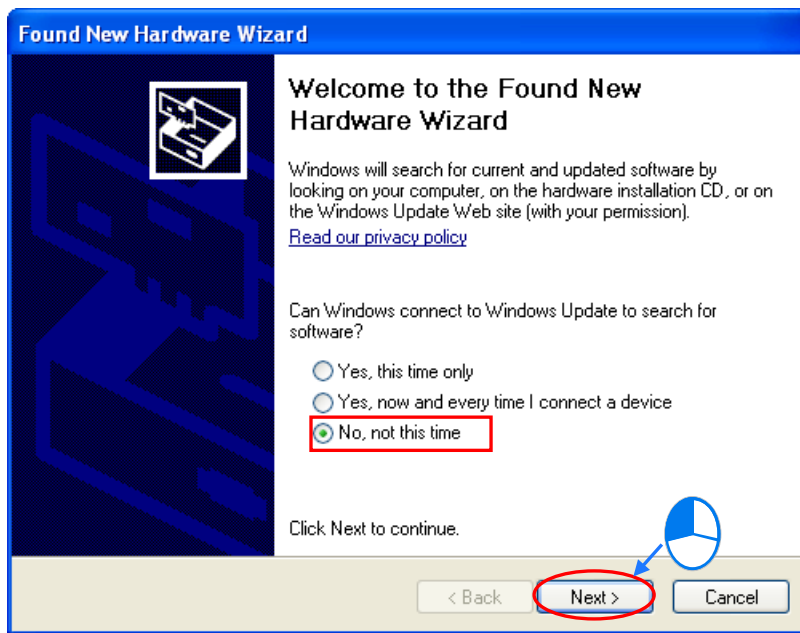 Found New Hardware Wizard
Welcome to the Found New
Hardware Wizard
Windows will search for current and updated software by
looking on your computer, on the hardware installation CD, or on
the Windows Update Web site (with your permission).
Read our privacy policy
Can Windows connect to Windows Update to search for
software?
Yes, this time only
Yes, now and every time I connect a device
No, not this time
Click Next to continue.
< Back
Next >
Cancel